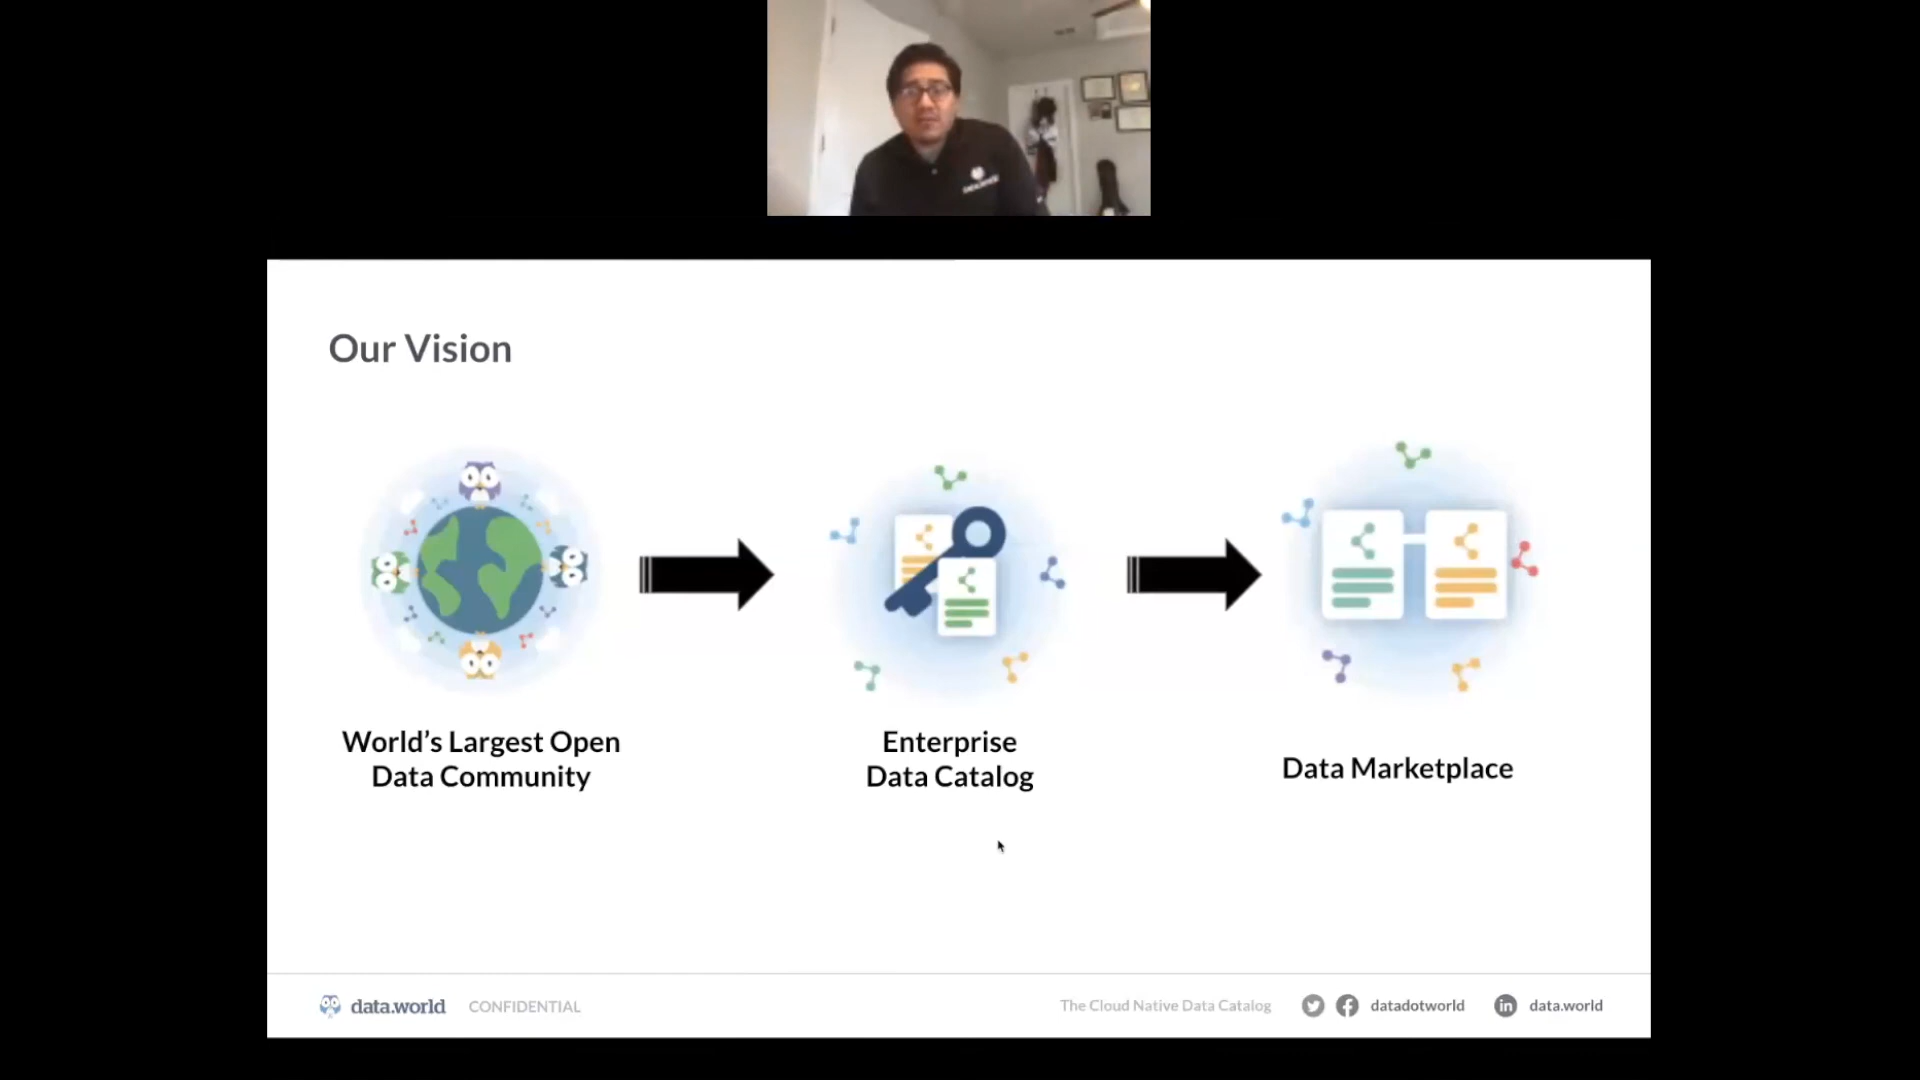 Our Vision
World’s Largest Open
Data Community
Enterprise
Data Catalog
Data Marketplace
data.world CONFIDENTIAL
The Cloud Native Data Catalog datadotworld in data.world